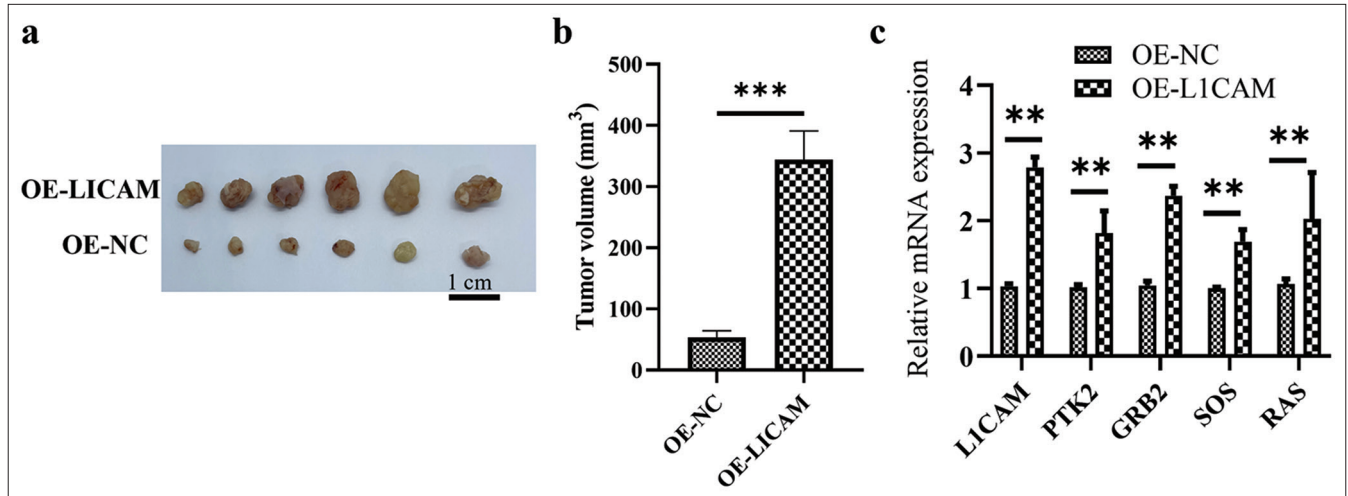 a
OE-LICAM
OE-NC
1 cm
b
Tumor volume (mm³)
500
400
300
200
100
0
***
OE-NC
OE-LICAM
c
OE-NC
OE-L1CAM
Relative mRNA expression
4
3
2
1
0
**
**
**
**
**
L1CAM
PTK2
GRB2
SOS
RAS